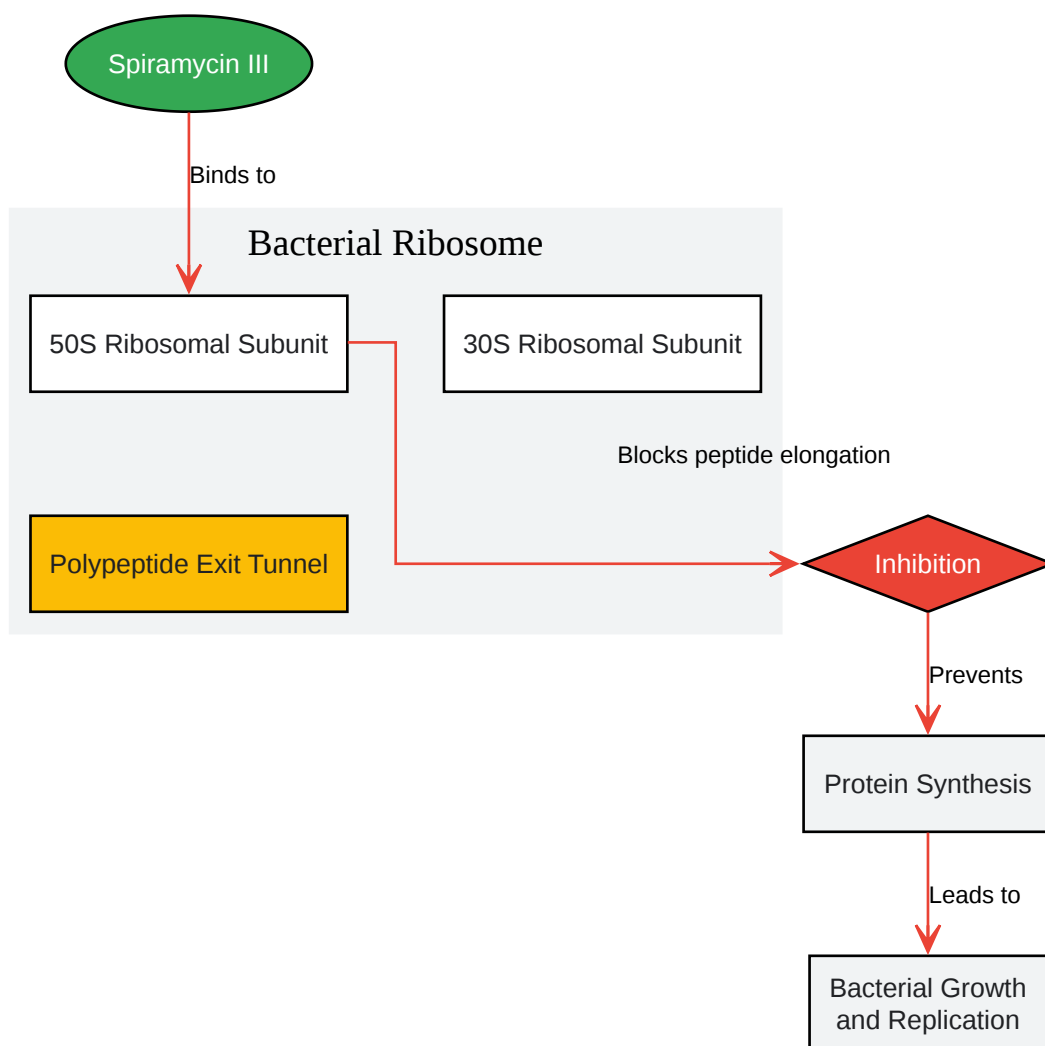 Spiramycin III
Binds to
Bacterial Ribosome
50S Ribosomal Subunit
30S Ribosomal Subunit
Blocks peptide elongation
Polypeptide Exit Tunnel
Inhibition
Prevents
Protein Synthesis
Leads to
Bacterial Growth
and Replication